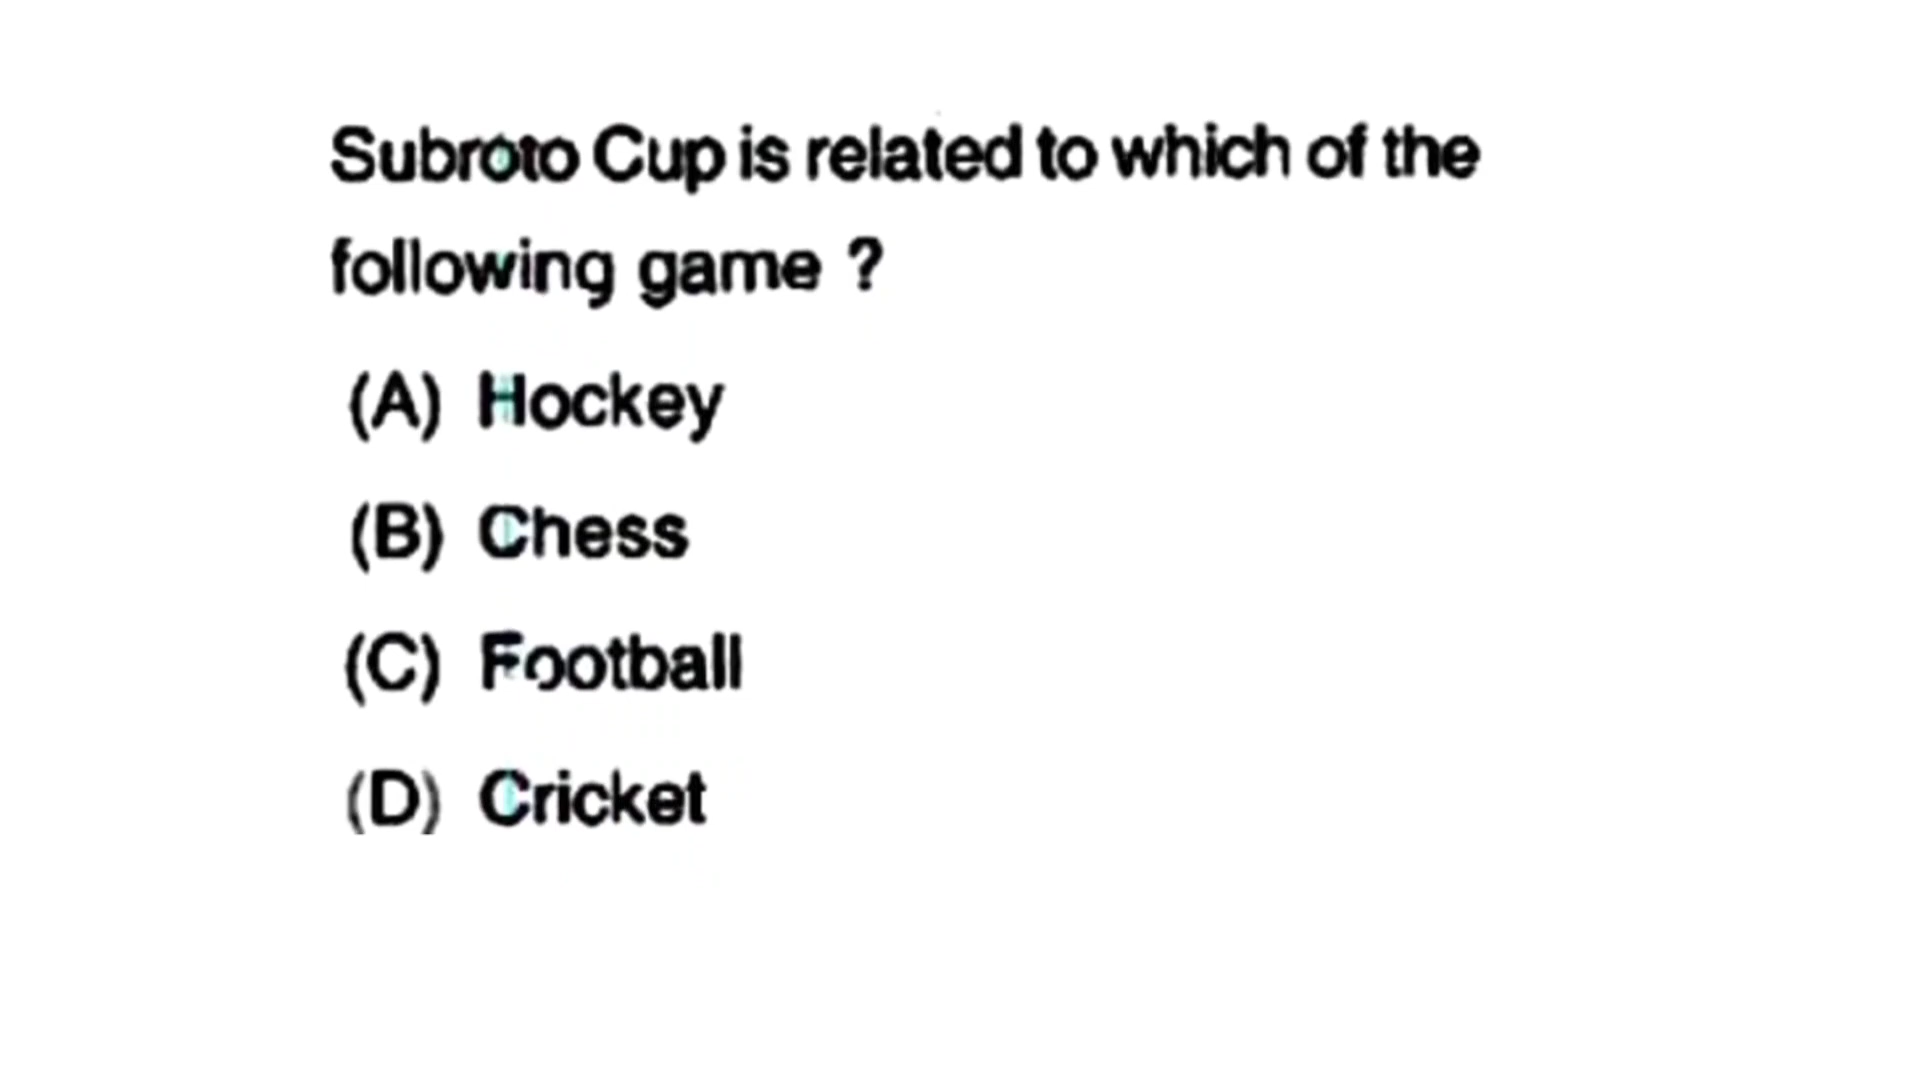 Subroto Cup is related to which of the
following game ?
(A) Hockey
(B) Chess
(C) Football
(D) Cricket